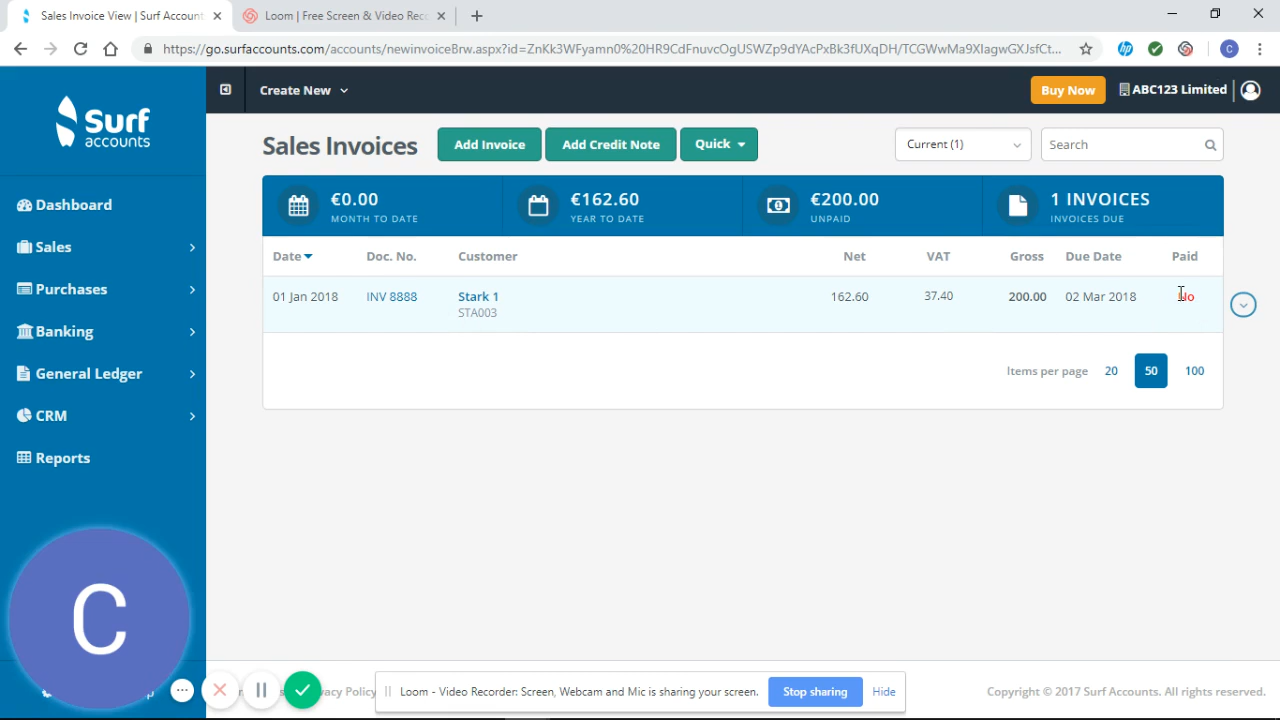 Sales Invoice View | Surf Account
Loom | Free Screen & Video Rec
https://go.surfaccounts.com/accounts/newinvoiceBrw.aspx?id=ZnKk3WFyamn0%20HR9CdFnuvcOgUSWZp9dYAcPxBk3fUXqDH/TCGWwMa9XIagwGXJsfCt...
C
Surf
accounts
Create New
Buy Now
ABC123 Limited
Dashboard
Sales
Purchases
Banking
General Ledger
CRM
Reports
Sales Invoices
Add Invoice
Add Credit Note
Quick
Current (1)
Search
€0.00
MONTH TO DATE
€162.60
YEAR TO DATE
€200.00
UNPAID
1 INVOICES
INVOICES DUE
Date Doc. No. Customer Net VAT Gross Due Date Paid
01 Jan 2018 INV 8888 Stark 1 162.60 37.40 200.00 02 Mar 2018 No
STA003
Items per page 20 50 100
C
Policy
Loom - Video Recorder: Screen, Webcam and Mic is sharing your screen.
Stop sharing
Hide
Copyright © 2017 Surf Accounts. All rights reserved.